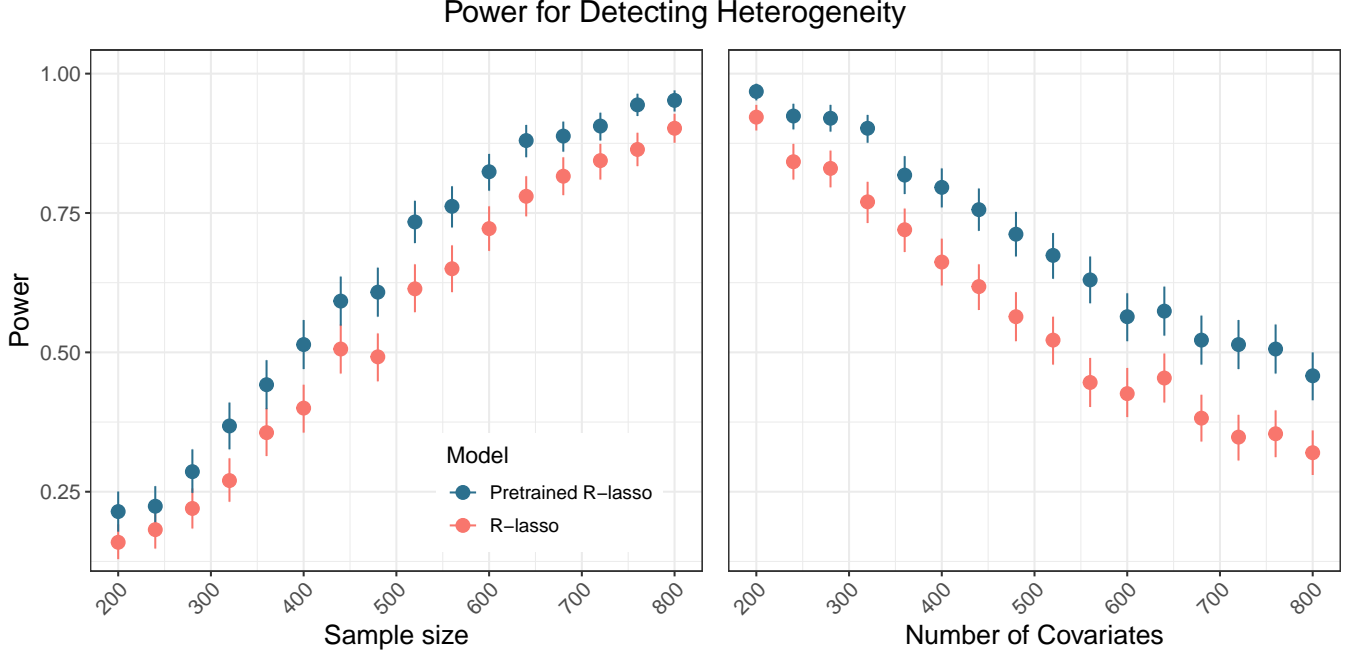 Power for Detecting Heterogeneity
Power
1.00
0.75
0.50
0.25
Model
Pretrained R−lasso
R−lasso
200 300 400 500 600 700 800
Sample size
200 300 400 500 600 700 800
Number of Covariates